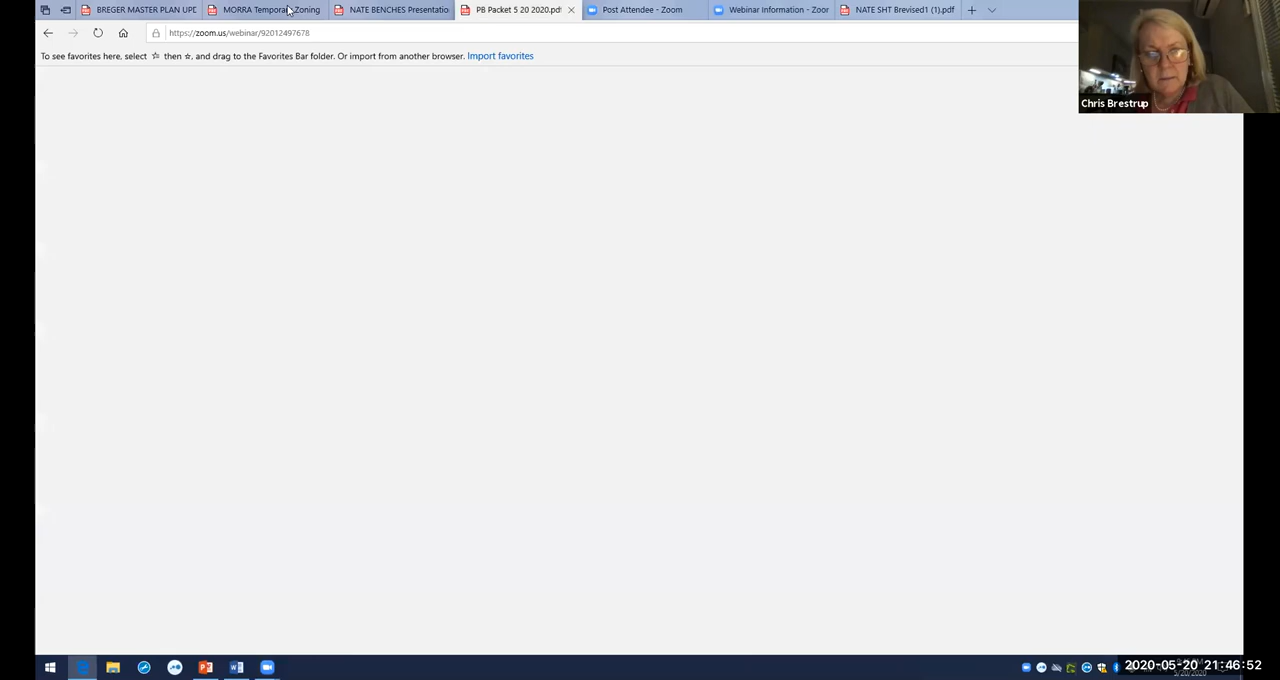 BREGER MASTER PLAN UPD
MORRA Temporary Zoning
NATE BENCHES Presentatio
PB Packet 5 20 2020.pdf
Post Attendee - Zoom
Webinar Information - Zoor
NATE SHT Brevised1 (1).pdf
https://zoom.us/webinar/92012497678
To see favorites here, select then , and drag to the Favorites Bar folder. Or import from another browser. Import favorites
Chris Brestrup
2020-05-20 21:46:52